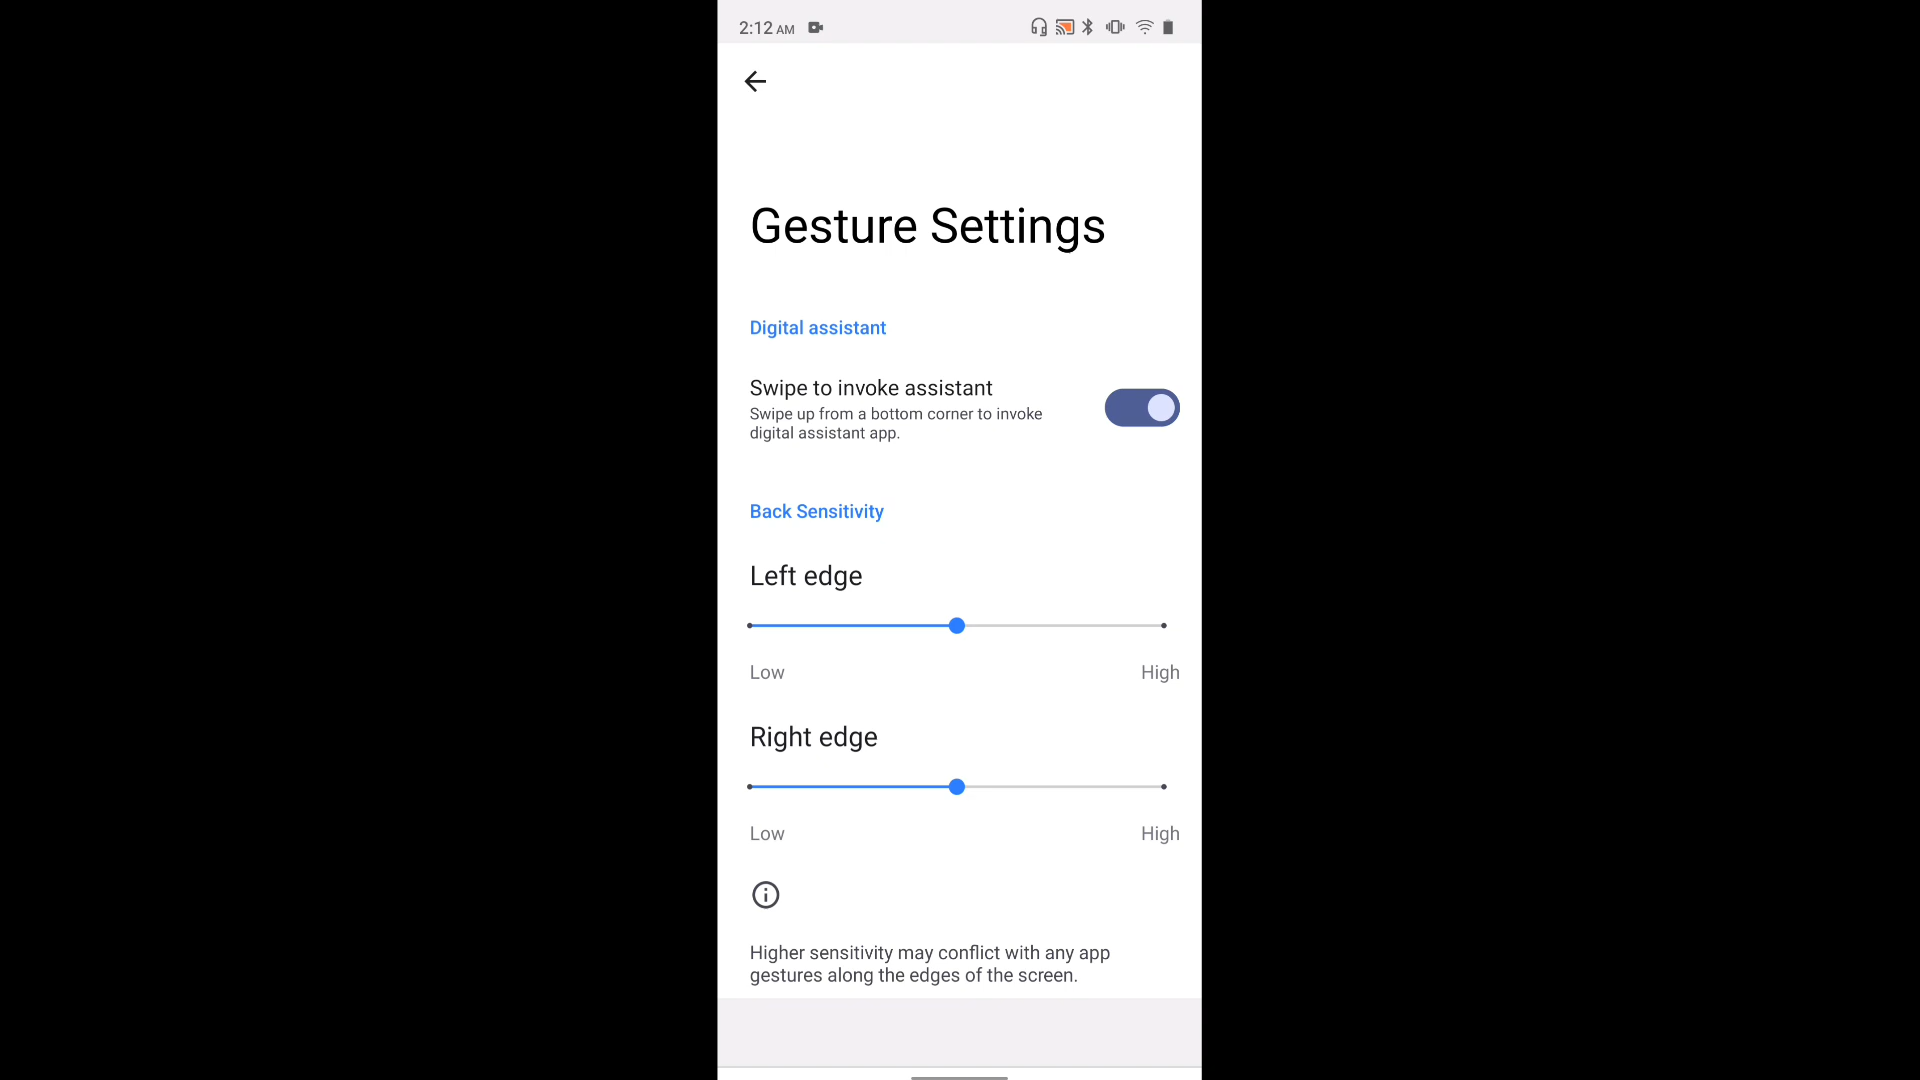 2:12 AM
Gesture Settings
Digital assistant
Swipe to invoke assistant
Swipe up from a bottom corner to invoke
digital assistant app.
Back Sensitivity
Left edge
Low High
Right edge
Low High
Higher sensitivity may conflict with any app
gestures along the edges of the screen.